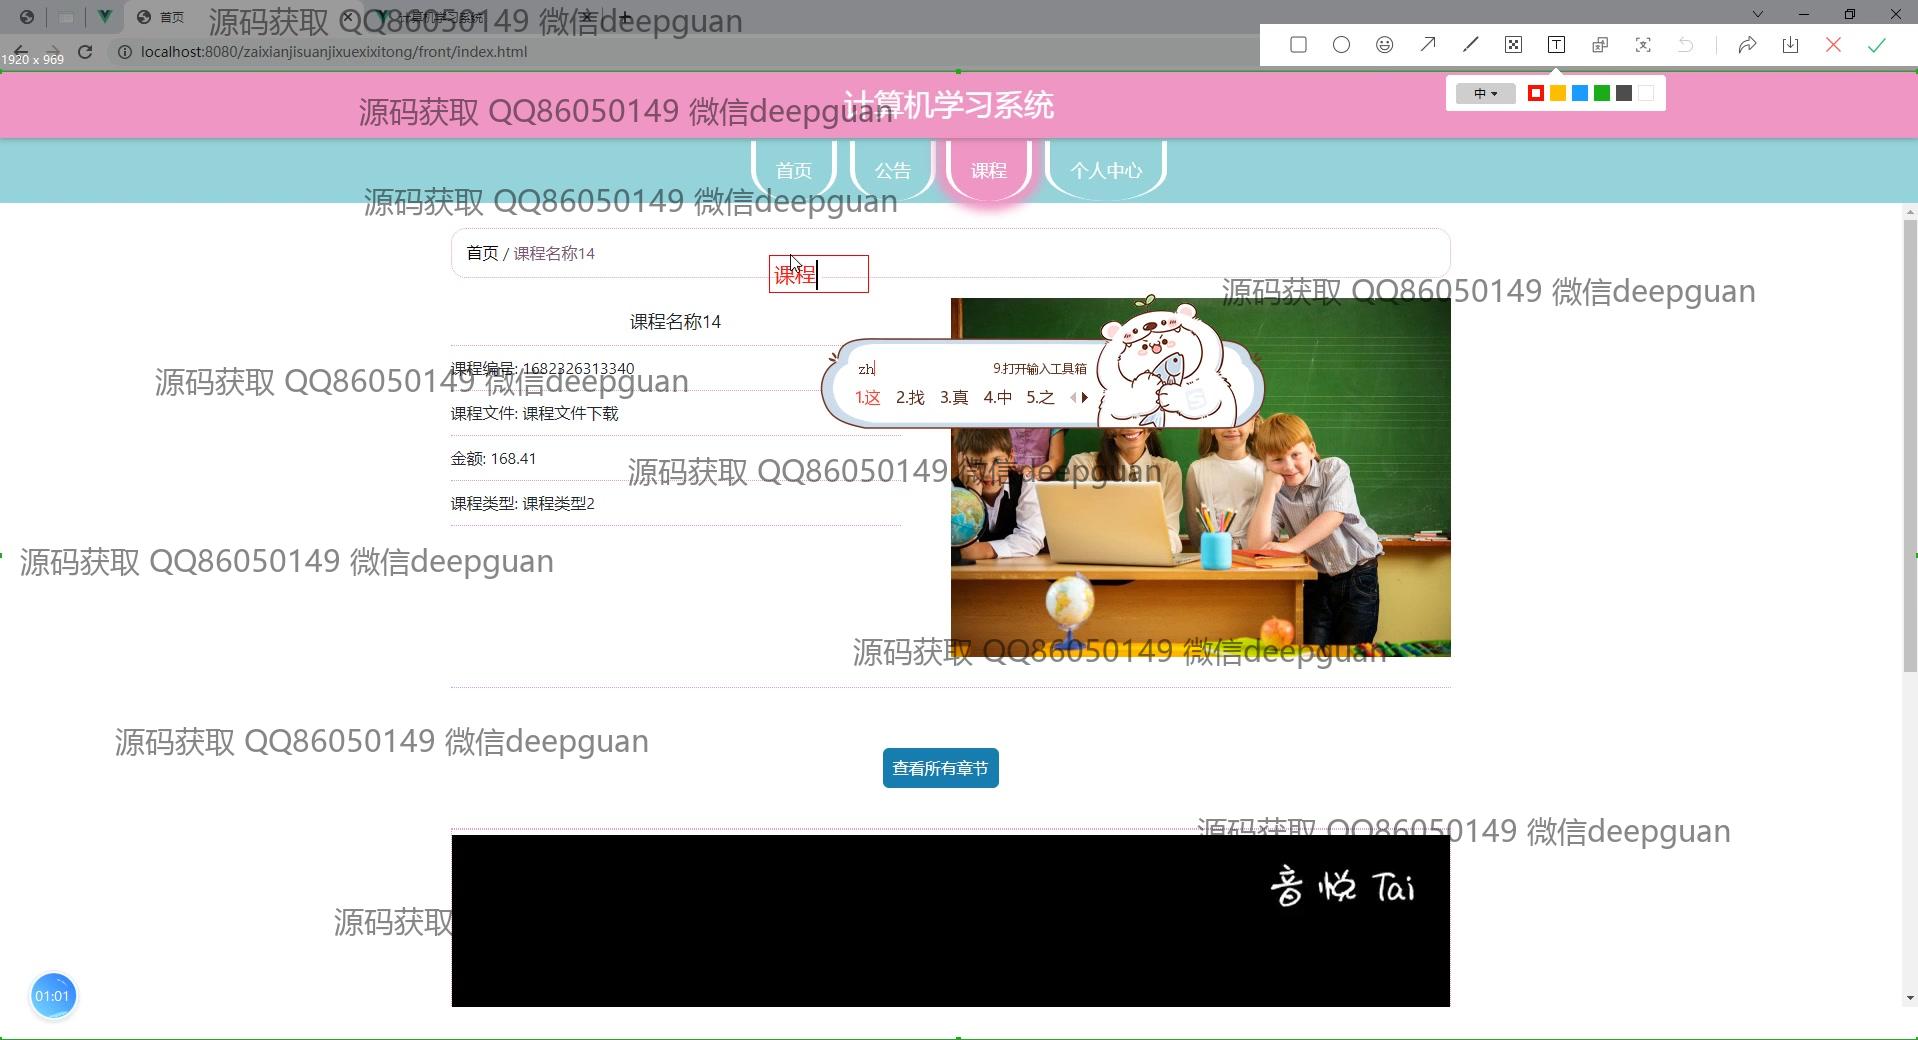 首页
计算机学习系统
源码获取 QQ86050149 微信deepguan
localhost:8080/zaixianjisuanjixuexixitong/front/index.html
1920 x 969
中
计算机学习系统
源码获取 QQ86050149 微信deepguan
首页 公告 课程 个人中心
源码获取 QQ86050149 微信deepguan
首页 / 课程名称14
课程
源码获取 QQ86050149 微信deepguan
课程名称14
课程编号: 1682326313340
zh 9.打开输入工具箱
源码获取 QQ86050149 微信deepguan
1.这 2.找 3.真 4.中 5.之
课程文件: 课程文件下载
金额: 168.41
源码获取 QQ86050149 微信deepguan
课程类型: 课程类型2
源码获取 QQ86050149 微信deepguan
源码获取 QQ86050149 微信deepguan
源码获取 QQ86050149 微信deepguan
查看所有章节
源码获取 QQ86050149 微信deepguan
音悦Tai
源码获取
01:01